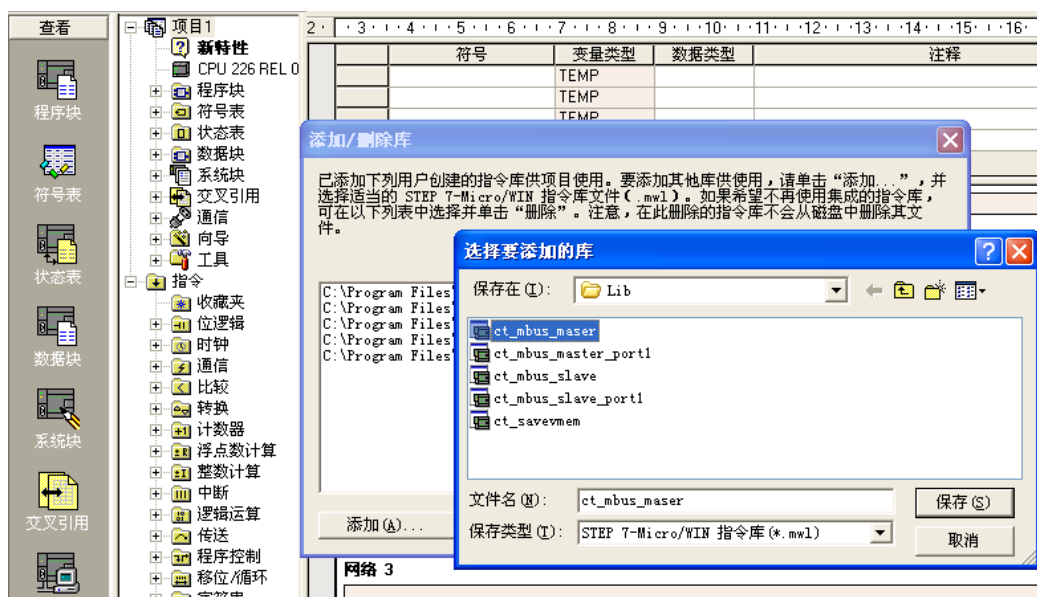 查看
程序块
符号表
状态表
数据块
系统块
交叉引用
项目1
新特性
CPU 226 REL 0
程序块
符号表
状态表
数据块
系统块
交叉引用
通信
向导
工具
指令
收藏夹
位逻辑
时钟
通信
比较
转换
计数器
浮点数计算
整数计算
中断
逻辑运算
传送
程序控制
移位/循环
2 · 3 · 4 · 5 · 6 · 7 · 8 · 9 · 10 · 11 · 12 · 13 · 14 · 15 · 16
符号 变量类型 数据类型 注释
TEMP
TEMP
TEMP
添加/删除库
已添加下列用户创建的指令库供项目使用。要添加其他库供使用，请单击“添加...”，并
选择适当的 STEP 7-Micro/WIN 指令库文件(.mwl)。如果希望不再使用集成的指令库，
可在以下列表中选择并单击“删除”。注意，在此删除的指令库不会从磁盘中删除其文
件。
C:\Program Files
C:\Program Files
C:\Program Files
C:\Program Files
C:\Program Files
添加(A)...
选择要添加的库
保存在(I): Lib
ct_mbus_maser
ct_mbus_master_port1
ct_mbus_slave
ct_mbus_slave_port1
ct_savevmem
文件名(N): ct_mbus_maser 保存(S)
保存类型(T): STEP 7-Micro/WIN 指令库(*.mwl) 取消
网络 3